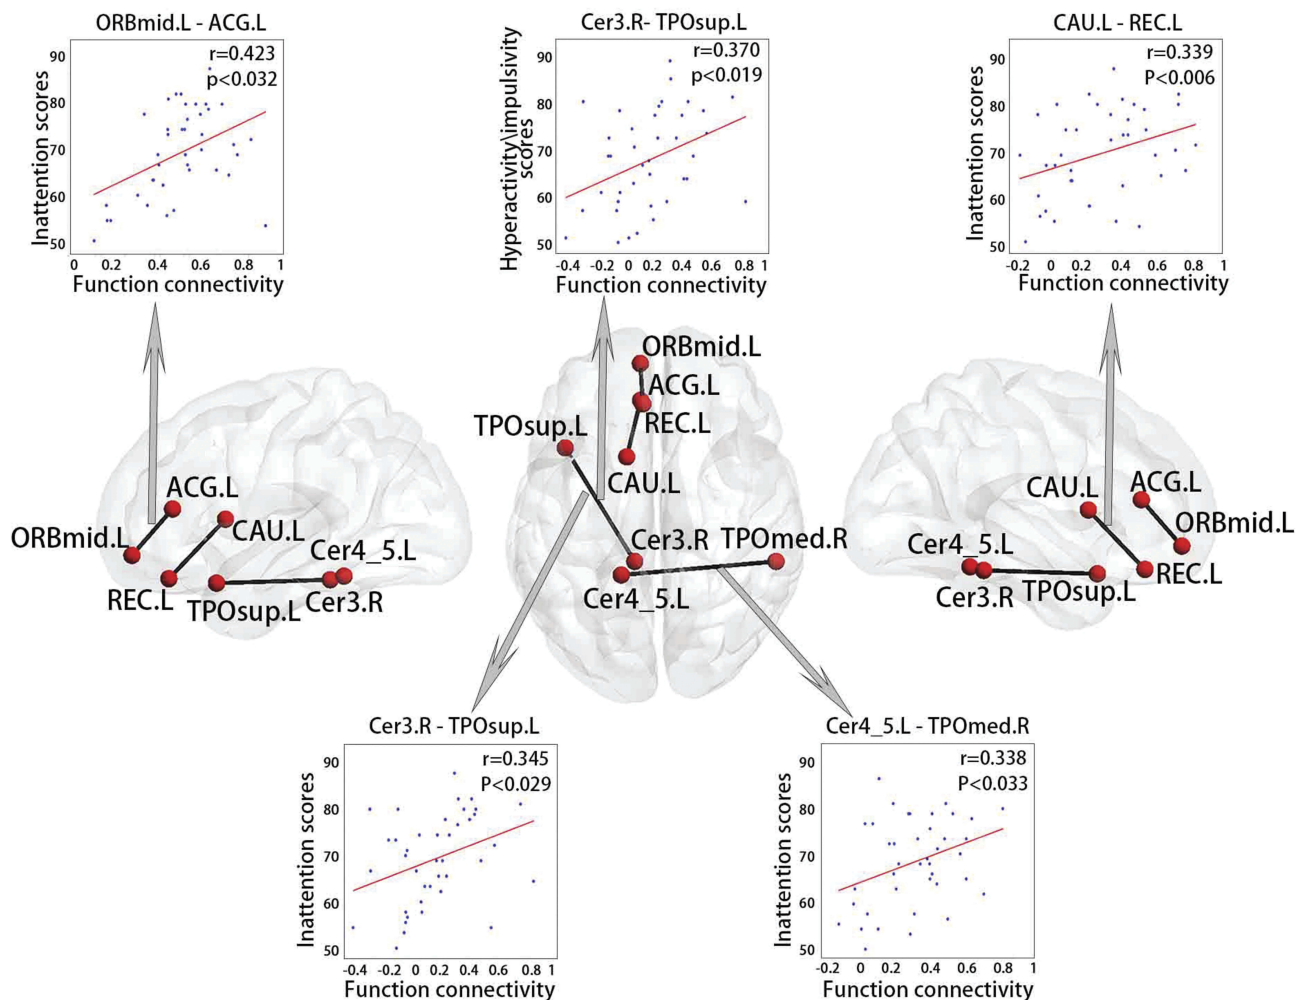 ORBmid.L - ACG.L
r=0.423
p<0.032
90
80
70
60
50
Inattention scores
0 0.2 0.4 0.6 0.8 1
Function connectivity
Cer3.R- TPOsup.L
r=0.370
p<0.019
90
80
70
60
50
Hyperactivity\impulsivity
scores
-0.4 -0.2 0 0.2 0.4 0.6 0.8 1
Function connectivity
CAU.L - REC.L
r=0.339
P<0.006
90
80
70
60
50
Inattention scores
-0.2 0 0.2 0.4 0.6 0.8 1
Function connectivity
ACG.L
ORBmid.L
CAU.L
Cer4_5.L
REC.L
TPOsup.L
Cer3.R
ORBmid.L
ACG.L
REC.L
TPOsup.L
CAU.L
Cer3.R
TPOmed.R
Cer4_5.L
CAU.L
ACG.L
ORBmid.L
Cer4_5.L
REC.L
Cer3.R
TPOsup.L
Cer3.R - TPOsup.L
r=0.345
P<0.029
90
80
70
60
50
Inattention scores
-0.4 -0.2 0 0.2 0.4 0.6 0.8 1
Function connectivity
Cer4_5.L - TPOmed.R
r=0.338
P<0.033
90
80
70
60
50
Inattention scores
-0.2 0 0.2 0.4 0.6 0.8 1
Function connectivity